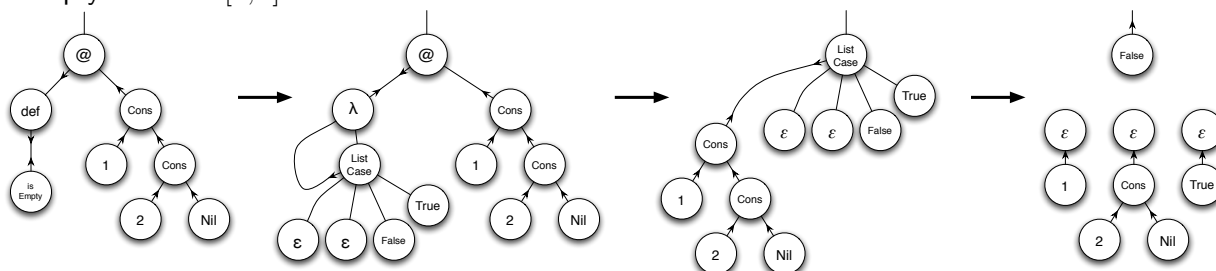 @
def
Cons
is
Empty
1
Cons
2
Nil
@
λ
Cons
List
Case
1
Cons
True
ε
ε
False
2
Nil
List
Case
True
ε
ε
False
Cons
1
Cons
2
Nil
False
ε
ε
ε
1
Cons
True
2
Nil